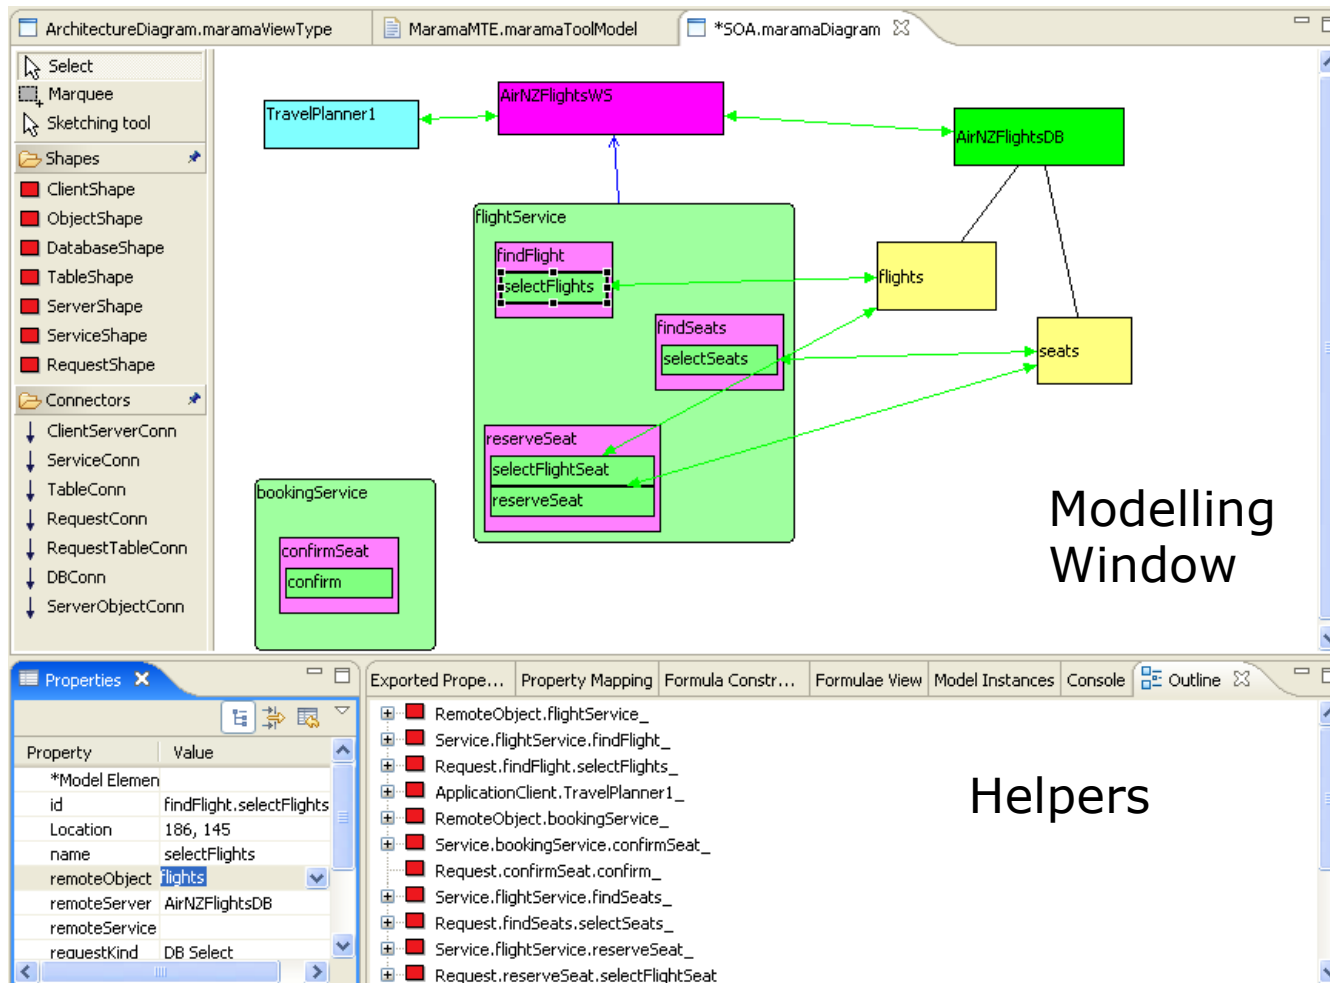 ArchitectureDiagram.maramaViewType
MaramaMTE.maramaToolModel
*SOA.maramaDiagram
Select
Marquee
Sketching tool
Shapes
ClientShape
ObjectShape
DatabaseShape
TableShape
ServerShape
ServiceShape
RequestShape
Connectors
ClientServerConn
ServiceConn
TableConn
RequestConn
RequestTableConn
DBConn
ServerObjectConn
TravelPlanner1
AirNZFlightsWS
AirNZFlightsDB
flightService
findFlight
selectFlights
flights
findSeats
selectSeats
seats
reserveSeat
selectFlightSeat
reserveSeat
bookingService
confirmSeat
confirm
Modelling
Window
Properties
Property Value
*Model Elemen
id findFlight.selectFlights
Location 186, 145
name selectFlights
remoteObject flights
remoteServer AirNZFlightsDB
remoteService
requestKind DB Select
Exported Prope... Property Mapping Formula Constr... Formulae View Model Instances Console Outline
RemoteObject.flightService_
Service.flightService.findFlight_
Request.findFlight.selectFlights_
ApplicationClient.TravelPlanner1_
RemoteObject.bookingService_
Service.bookingService.confirmSeat_
Request.confirmSeat.confirm_
Service.flightService.findSeats_
Request.findSeats.selectSeats_
Service.flightService.reserveSeat_
Request.reserveSeat.selectFlightSeat
Helpers